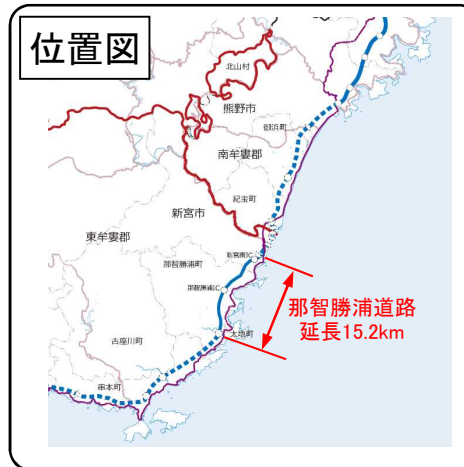 位置図
北山村
熊野市
御浜町
南牟婁郡
紀宝町
新宮市
東牟婁郡
新宮南IC
那智勝浦町
那智勝浦IC
那智勝浦道路
延長15.2km
太地町
古座川町
串本町